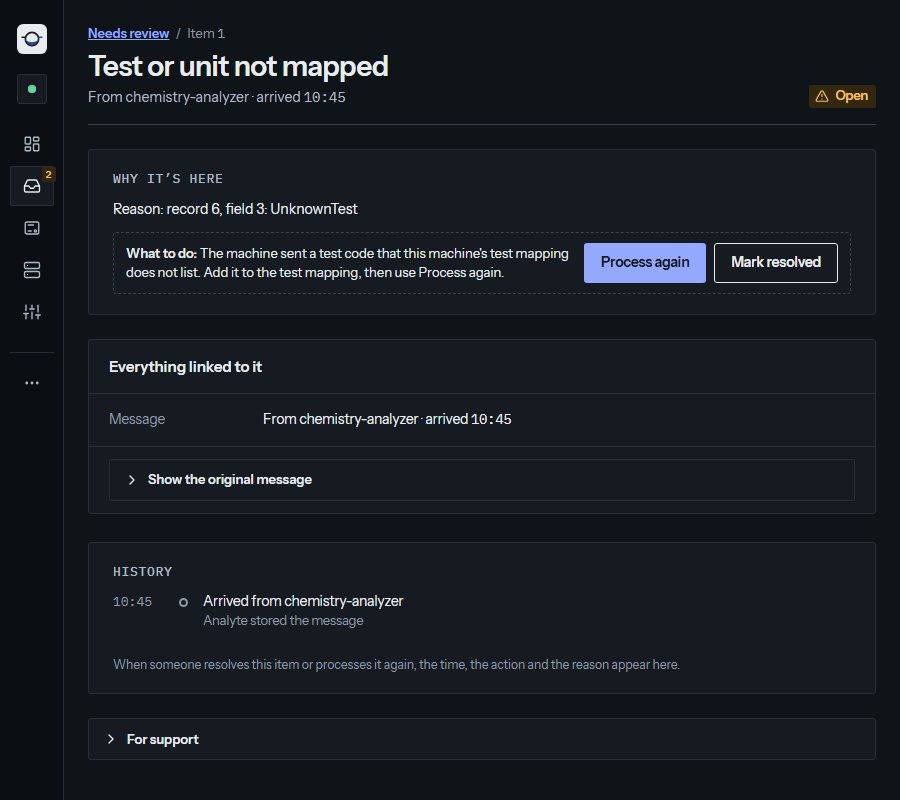 Needs review / Item 1
Test or unit not mapped
From chemistry-analyzer · arrived 10:45
Open
2
WHY IT’S HERE
Reason: record 6, field 3: UnknownTest
What to do: The machine sent a test code that this machine's test mapping
does not list. Add it to the test mapping, then use Process again.
Process again
Mark resolved
Everything linked to it
Message From chemistry-analyzer · arrived 10:45
Show the original message
HISTORY
10:45 Arrived from chemistry-analyzer
Analyte stored the message
When someone resolves this item or processes it again, the time, the action and the reason appear here.
For support